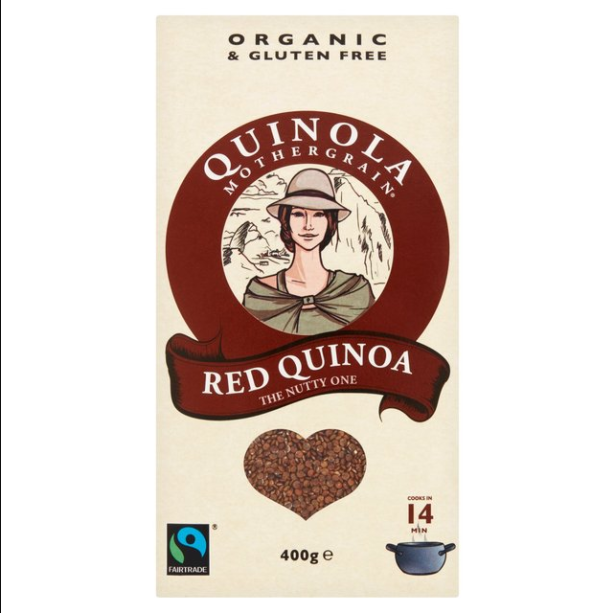 ORGANIC
& GLUTEN FREE
QUINOLA
MOTHERGRAIN®
RED QUINOA
THE NUTTY ONE
COOKS IN
14
MIN
®
FAIRTRADE
400g e